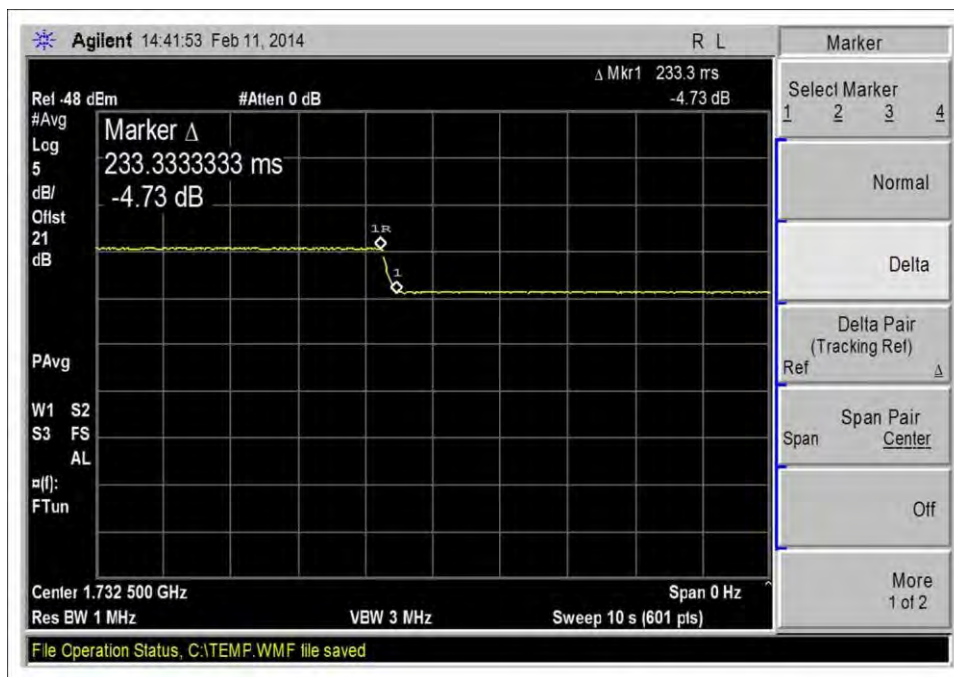 Agilent 14:41:53 Feb 11, 2014 R L
Δ Mkr1 233.3 ms
Ref -48 dBm #Atten 0 dB -4.73 dB
#Avg
Log
5
dB/
Offst
21
dB
Marker Δ
233.3333333 ms
-4.73 dB
1R
1
PAvg
W1 S2
S3 FS
AL
¤(f):
FTun
Center 1.732 500 GHz Span 0 Hz ^
Res BW 1 MHz VBW 3 MHz Sweep 10 s (601 pts)
File Operation Status, C:\TEMP.WMF file saved
Marker
Select Marker
1 2 3 4
Normal
Delta
Delta Pair
(Tracking Ref)
Ref Δ
Span Pair
Span Center
Off
More
1 of 2